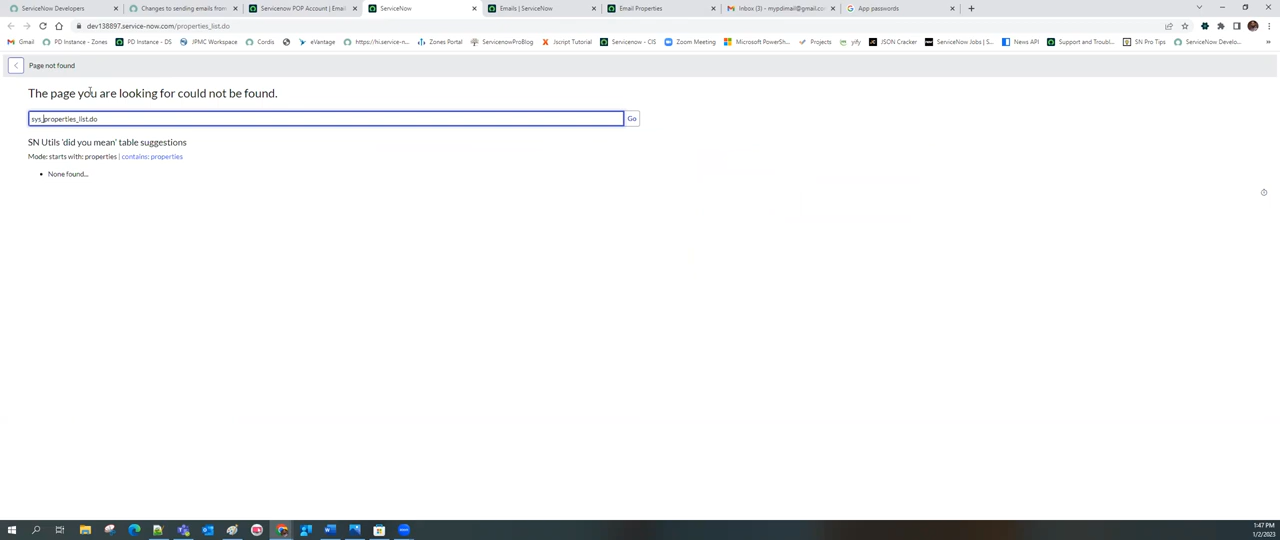 ServiceNow Developers
Changes to sending emails from
Servicenow POP Account | Emai
ServiceNow
Emails | ServiceNow
Email Properties
Inbox (3) - mypdimail@gmail.co
App passwords
dev138897.service-now.com/properties_list.do
Gmail
PD Instance - Zones
PD Instance - DS
JPMC Workspace
Cordis
eVantage
https://hi.service-n...
Zones Portal
ServicenowProBlog
Jscript Tutorial
Servicenow - CIS
Zoom Meeting
Microsoft PowerSh...
Projects
yify
JSON Cracker
ServiceNow Jobs | S...
News API
Support and Troubl...
SN Pro Tips
ServiceNow Develo...
Page not found
The page you are looking for could not be found.
sys_properties_list.do
Go
SN Utils 'did you mean' table suggestions
Mode: starts with: properties | contains: properties
None found...
1:47 PM
1/2/2023